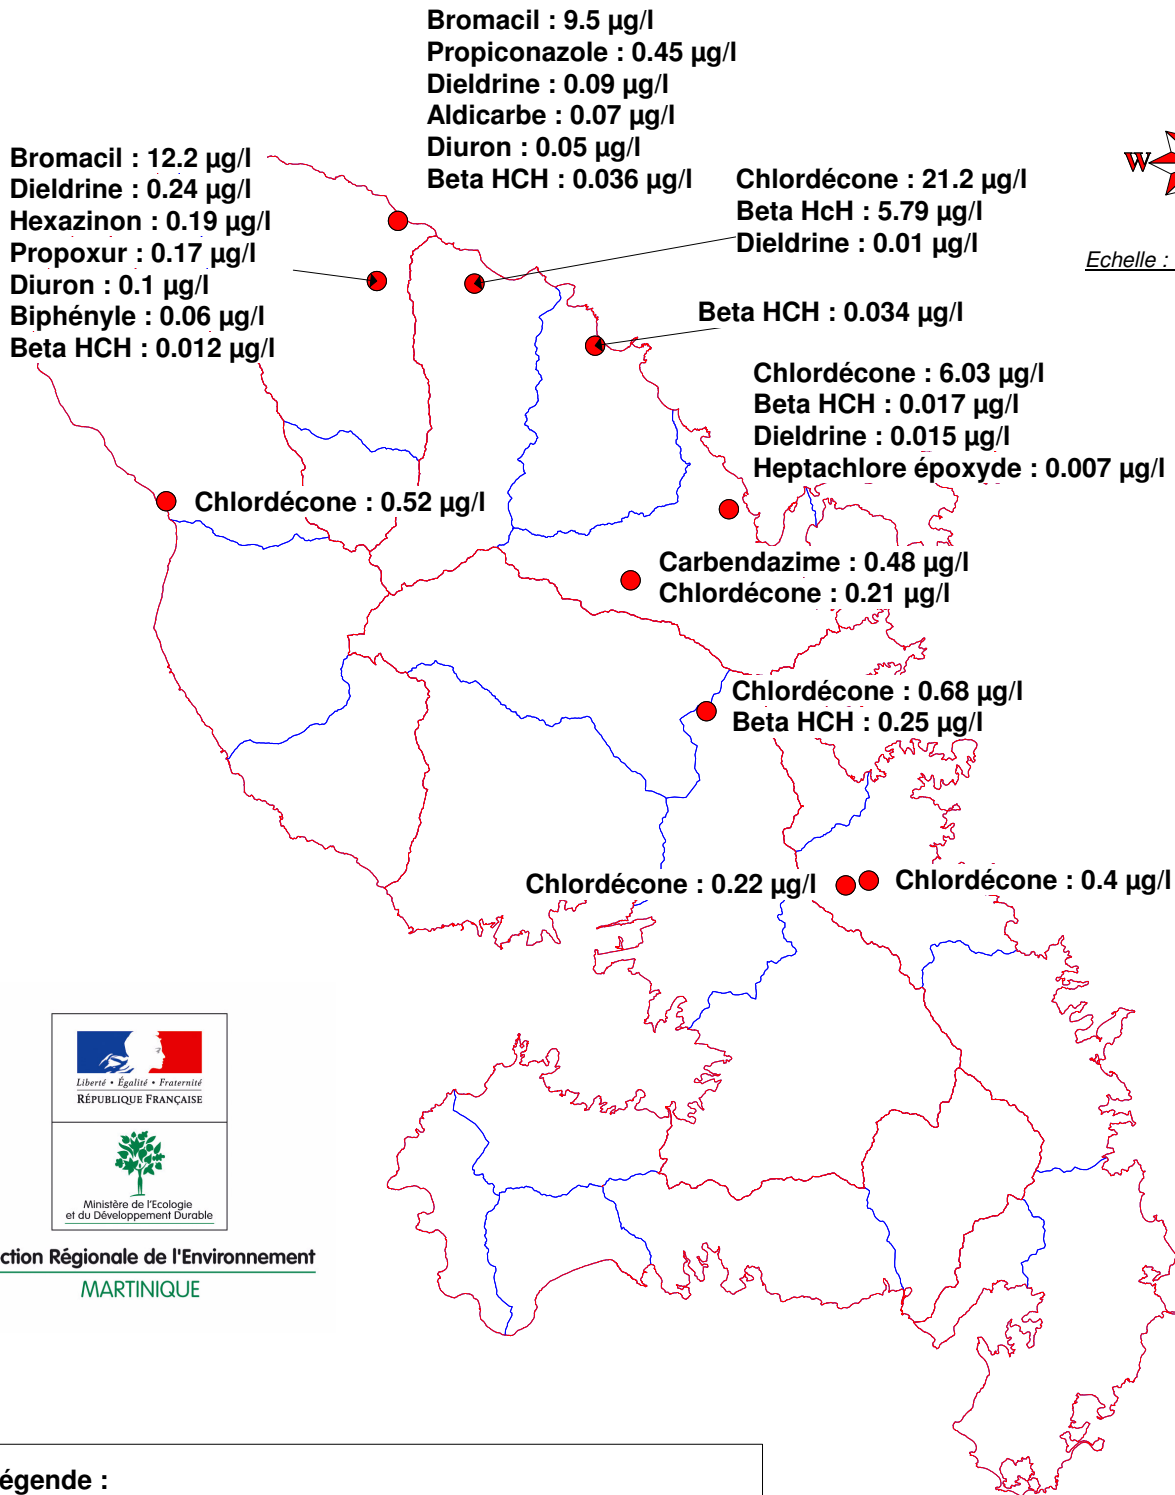 Bromacil : 9.5 µg/l
Propiconazole : 0.45 µg/l
Dieldrine : 0.09 µg/l
Aldicarbe : 0.07 µg/l
Diuron : 0.05 µg/l
Beta HCH : 0.036 µg/l
Bromacil : 12.2 µg/l
Dieldrine : 0.24 µg/l
Hexazinon : 0.19 µg/l
Propoxur : 0.17 µg/l
Diuron : 0.1 µg/l
Biphényle : 0.06 µg/l
Beta HCH : 0.012 µg/l
Chlordécone : 21.2 µg/l
Beta HcH : 5.79 µg/l
Dieldrine : 0.01 µg/l
W
Echelle :
Beta HCH : 0.034 µg/l
Chlordécone : 6.03 µg/l
Beta HCH : 0.017 µg/l
Dieldrine : 0.015 µg/l
Heptachlore époxyde : 0.007 µg/l
Chlordécone : 0.52 µg/l
Carbendazime : 0.48 µg/l
Chlordécone : 0.21 µg/l
Chlordécone : 0.68 µg/l
Beta HCH : 0.25 µg/l
Chlordécone : 0.22 µg/l
Chlordécone : 0.4 µg/l
Liberté • Égalité • Fraternité
RÉPUBLIQUE FRANÇAISE
Ministère de l'Ecologie
et du Développement Durable
ction Régionale de l'Environnement
MARTINIQUE
égende :